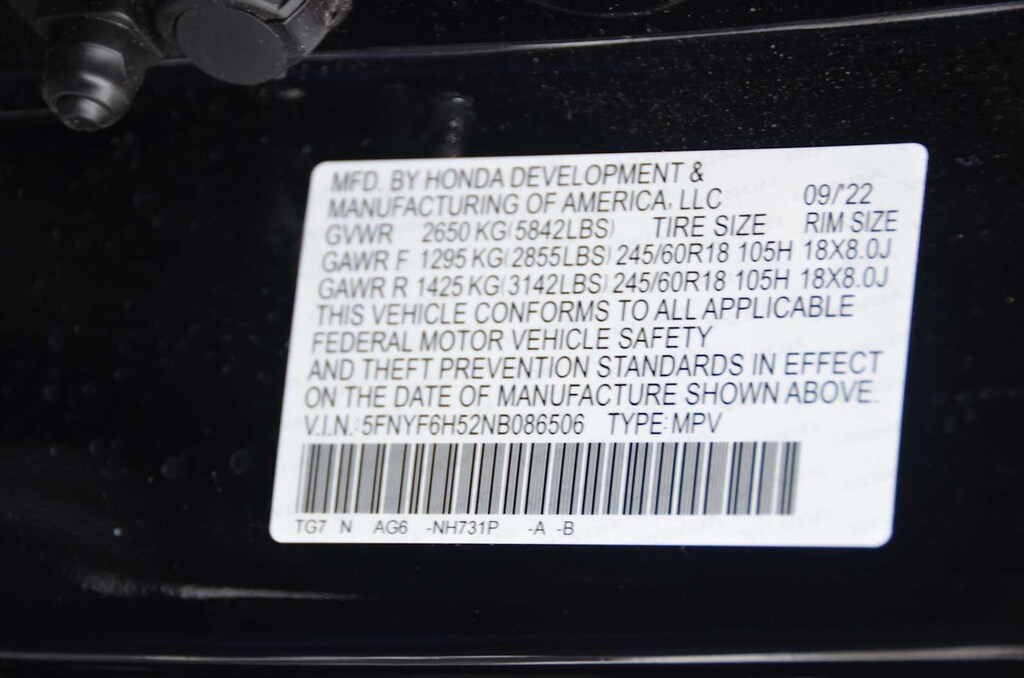 MFD. BY HONDA DEVELOPMENT &
MANUFACTURING OF AMERICA, LLC 09/'22
GVWR 2650 KG(5842LBS) TIRE SIZE RIM SIZE
GAWR F 1295 KG(2855LBS) 245/60R18 105H 18X8.0J
GAWR R 1425 KG(3142LBS) 245/60R18 105H 18X8.0J
THIS VEHICLE CONFORMS TO ALL APPLICABLE
FEDERAL MOTOR VEHICLE SAFETY
AND THEFT PREVENTION STANDARDS IN EFFECT
ON THE DATE OF MANUFACTURE SHOWN ABOVE.
V.I.N.: 5FNYF6H52NB086506 TYPE: MPV
TG7 N AG6 -NH731P -A -B